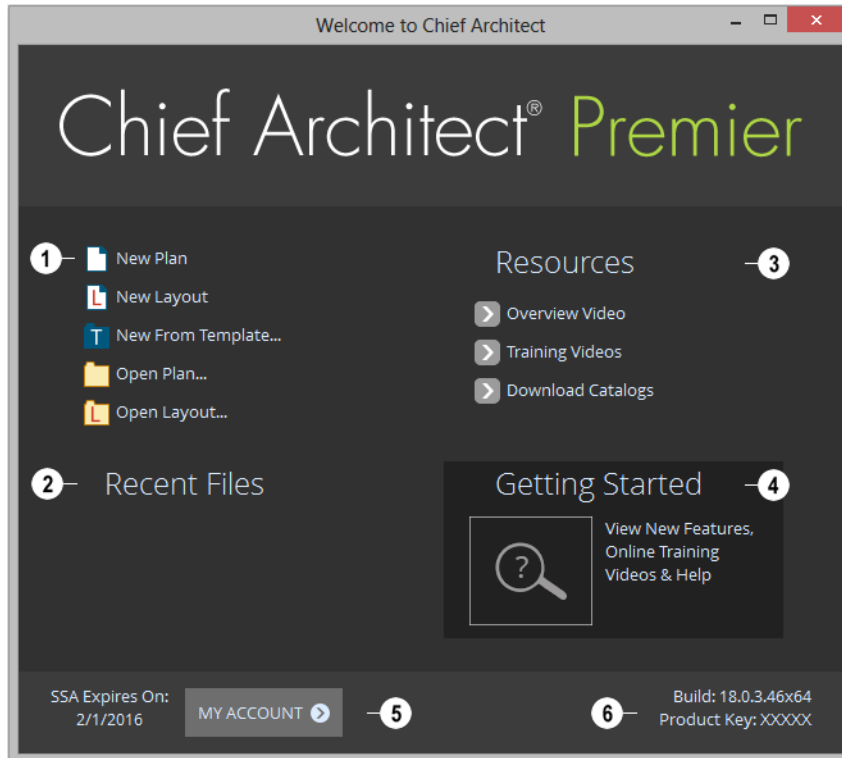 Welcome to Chief Architect
Chief Architect® Premier
1
New Plan
L New Layout
T New From Template...
Open Plan...
L Open Layout...
Resources
3
Overview Video
Training Videos
Download Catalogs
2
Recent Files
Getting Started
4
?
View New Features,
Online Training
Videos & Help
SSA Expires On:
2/1/2016
MY ACCOUNT
5
6
Build: 18.0.3.46x64
Product Key: XXXXX